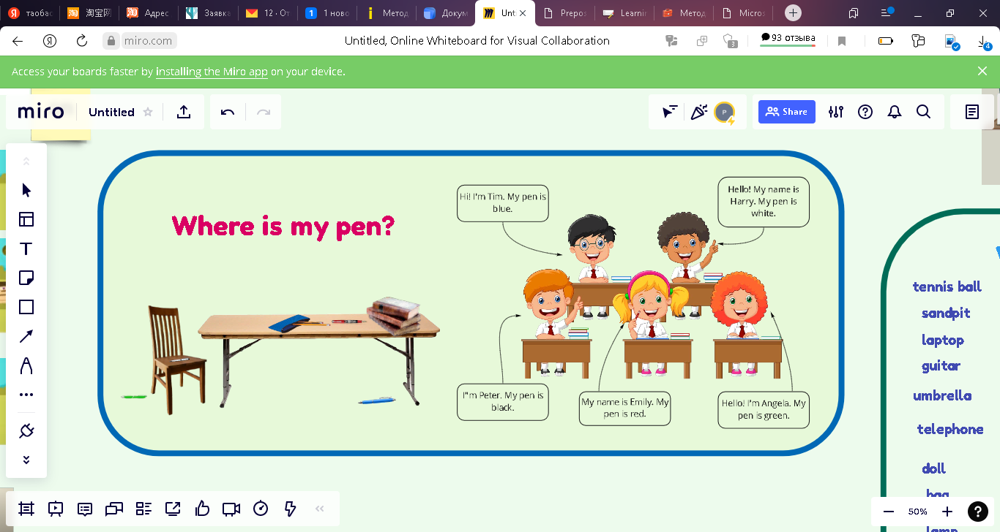 таобас
淘宝网
Адрес
Заявка
12 · От
1 ново
Метод
Докум
Unt
Prepos
Learnin
Метод
Micros
miro.com
Untitled, Online Whiteboard for Visual Collaboration
93 отзыва
Access your boards faster by installing the Miro app on your device.
miro
Untitled
Share
Where is my pen?
Hi! I'm Tim. My pen is
blue.
Hello! My name is
Harry. My pen is
white.
I"m Peter. My pen is
black.
My name is Emily. My
pen is red.
Hello! I'm Angela. My
pen is green.
tennis ball
sandpit
laptop
guitar
umbrella
telephone
doll
bag
lamp
50%